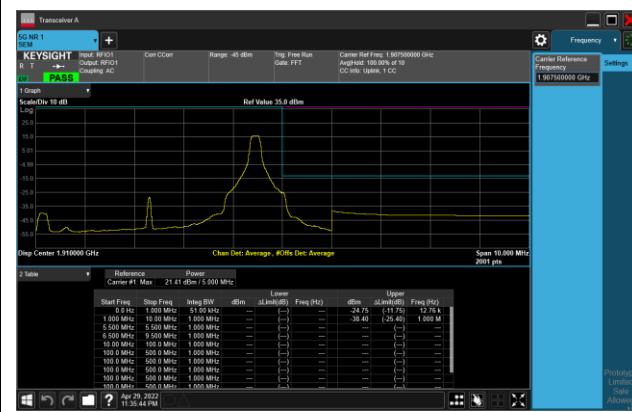 Transceiver A
5G NR 1
SEM
Frequency
KEYSIGHT
Input: RFIO1
Output: RFIO1
Coupling: AC
Corr CCorr
Range: -45 dBm
Trig: Free Run
Gate: FFT
Carrier Ref Freq: 1.907500000 GHz
Avg|Hold: 100.00% of 10
CC Info: Uplink, 1 CC
R T
PASS
Carrier Reference
Frequency
1.907500000 GHz
Settings
1 Graph
Scale/Div 10 dB
Ref Value 35.0 dBm
Log
25.0
15.0
5.01
-4.99
-15.0
-25.0
-35.0
-45.0
-55.0
Disp Center 1.910000 GHz
Chan Det: Average , #Offs Det: Average
Span 10.000 MHz
2001 pts
2 Table
Reference Power
Carrier #1 Max 21.41 dBm / 5.000 MHz
Lower Upper
Start Freq Stop Freq Integ BW dBm ΔLimit(dB) Freq (Hz) dBm ΔLimit(dB) Freq (Hz)
0.0 Hz 1.000 MHz 51.00 kHz --- (---) --- -24.75 (-11.75) 12.76 k
1.000 MHz 10.00 MHz 1.000 MHz --- (---) --- -38.40 (-25.40) 1.000 M
5.500 MHz 5.500 MHz 1.000 MHz --- (---) --- --- (---) ---
6.500 MHz 9.500 MHz 1.000 MHz --- (---) --- --- (---) ---
10.00 MHz 100.0 MHz 1.000 MHz --- (---) --- --- (---) ---
100.0 MHz 500.0 MHz 1.000 MHz --- (---) --- --- (---) ---
100.0 MHz 500.0 MHz 1.000 MHz --- (---) --- --- (---) ---
100.0 MHz 500.0 MHz 1.000 MHz --- (---) --- --- (---) ---
100.0 MHz 500.0 MHz 1.000 MHz --- (---) --- --- (---) ---
Apr 29, 2022
11:35:44 PM
Limited
Sale